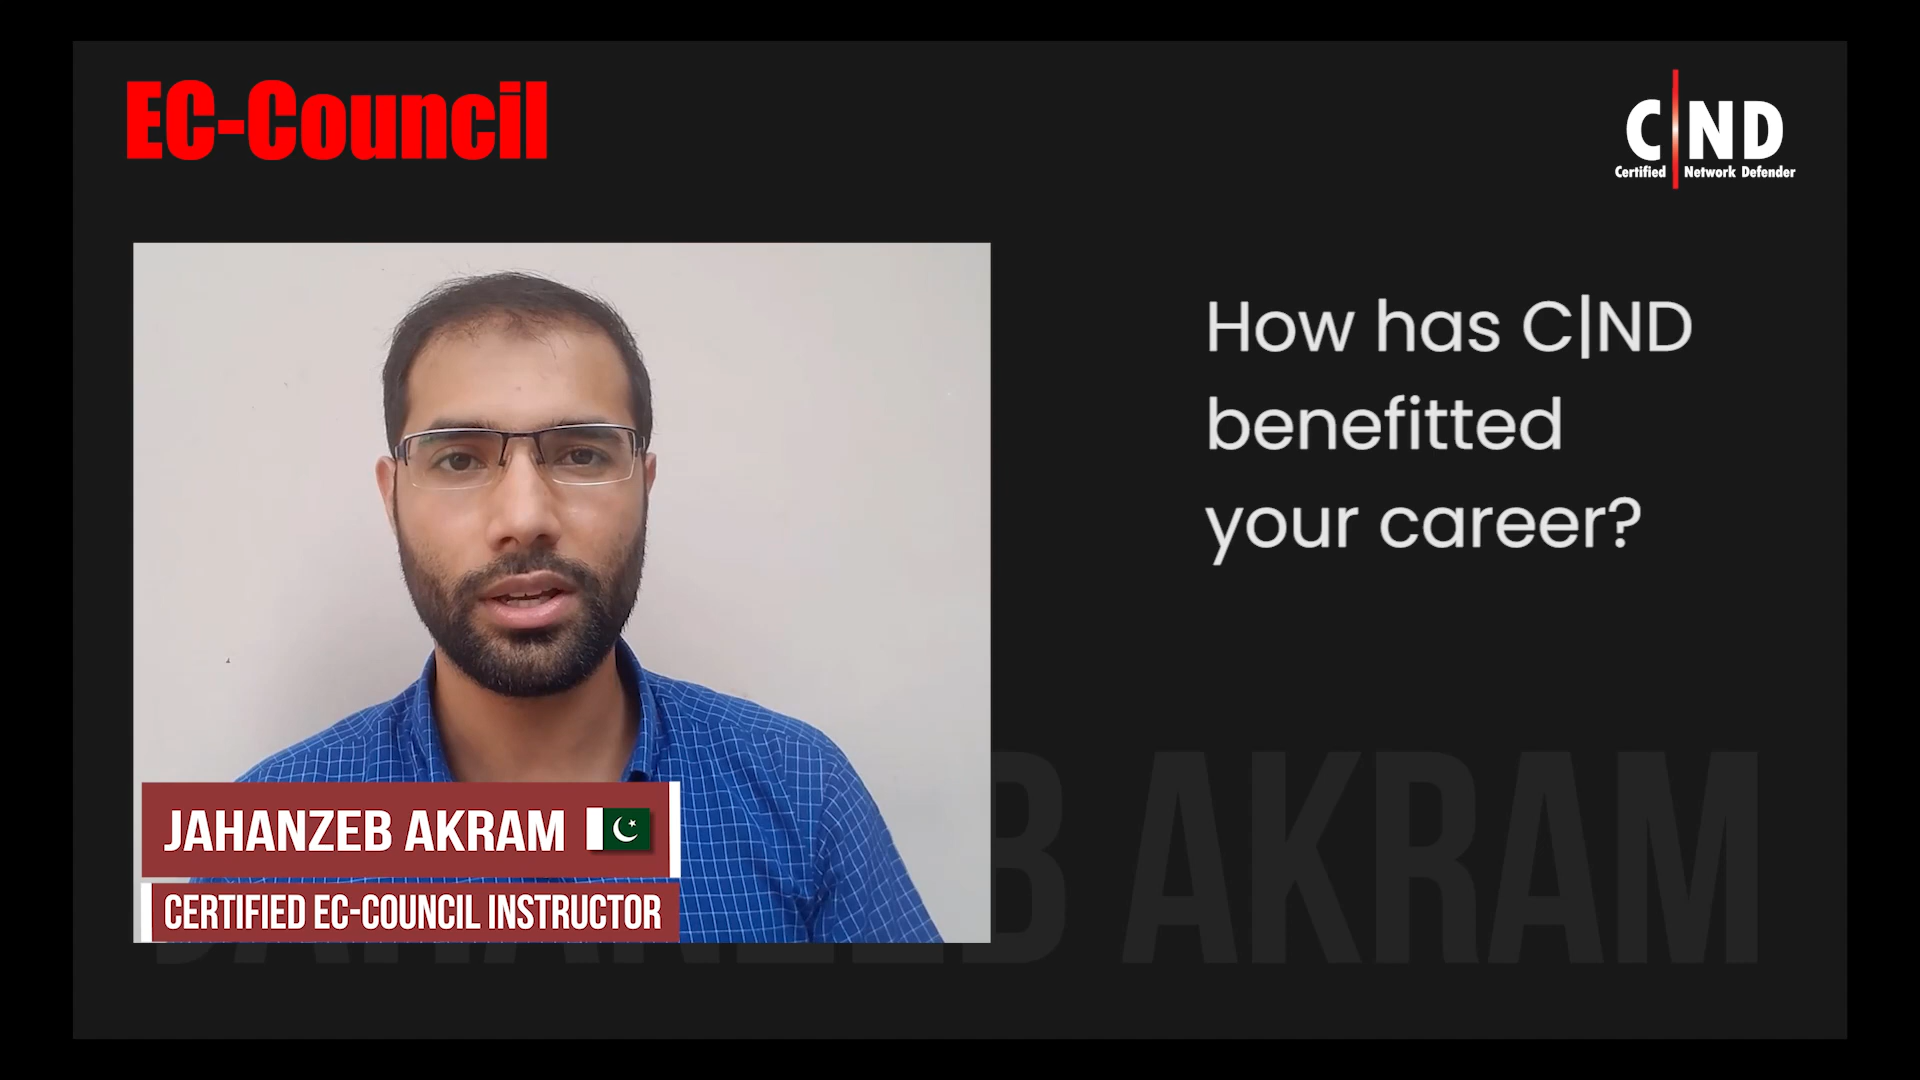 EC-Council
C|ND
Certified Network Defender
How has C|ND
benefitted
your career?
JAHANZEB AKRAM
CERTIFIED EC-COUNCIL INSTRUCTOR
JAHANZEB AKRAM